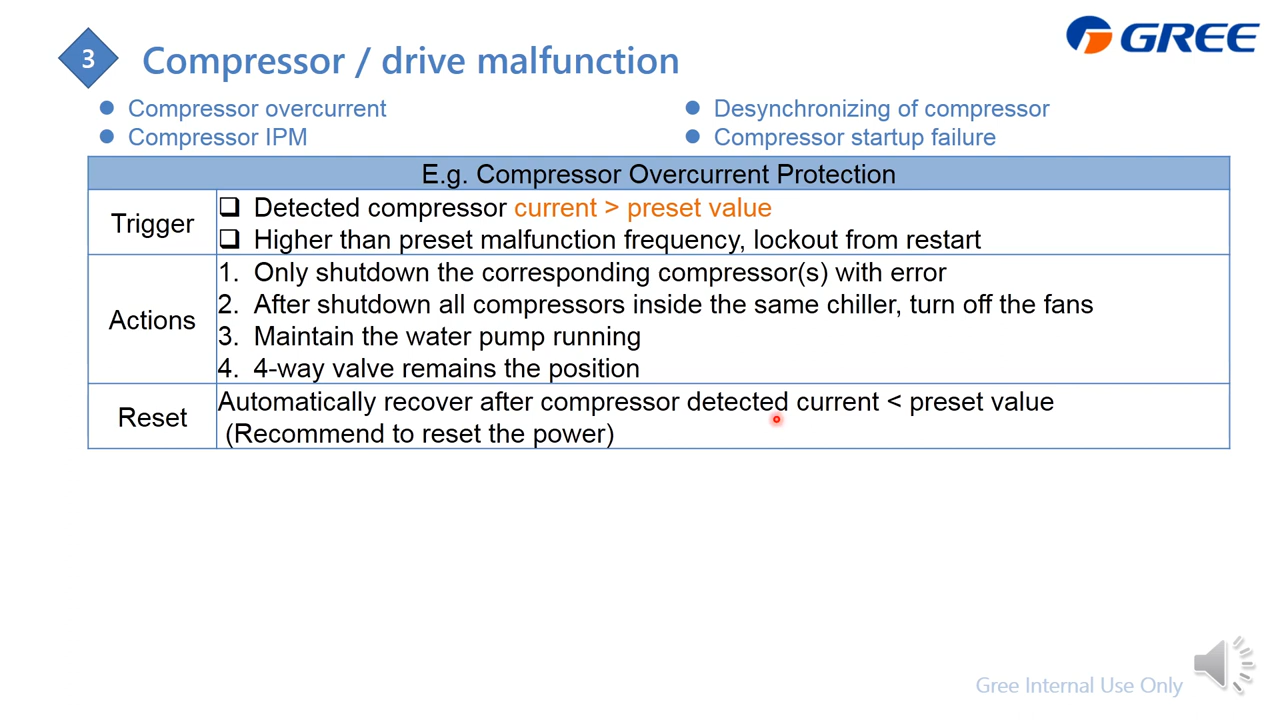 3
Compressor / drive malfunction
GREE
● Compressor overcurrent
● Compressor IPM
● Desynchronizing of compressor
● Compressor startup failure
E.g. Compressor Overcurrent Protection
Trigger
❑ Detected compressor current > preset value
❑ Higher than preset malfunction frequency, lockout from restart
Actions
1. Only shutdown the corresponding compressor(s) with error
2. After shutdown all compressors inside the same chiller, turn off the fans
3. Maintain the water pump running
4. 4-way valve remains the position
Reset
Automatically recover after compressor detected current < preset value
(Recommend to reset the power)
Gree Internal Use Only